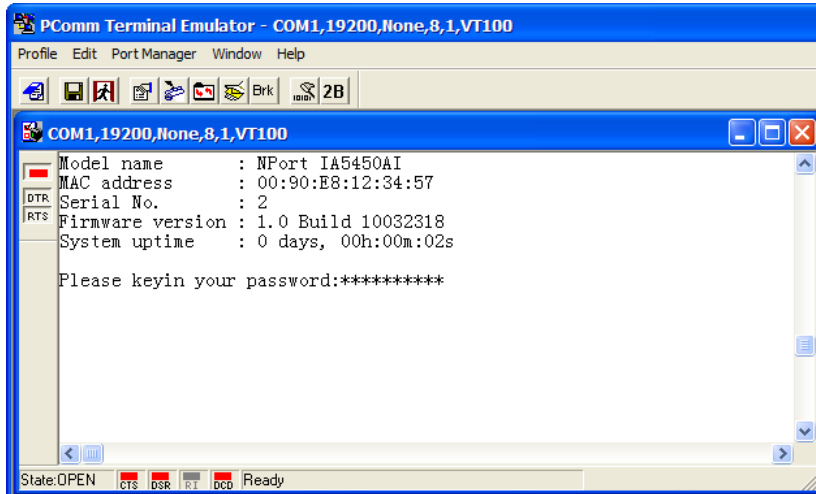 PComm Terminal Emulator - COM1,19200,None,8,1,VT100
Profile Edit Port Manager Window Help
Brk 2B
COM1,19200,None,8,1,VT100
DTR
RTS
Model name : NPort IA5450AI
MAC address : 00:90:E8:12:34:57
Serial No. : 2
Firmware version : 1.0 Build 10032318
System uptime : 0 days, 00h:00m:02s
Please keyin your password:**********
State:OPEN CTS DSR RI DCD Ready